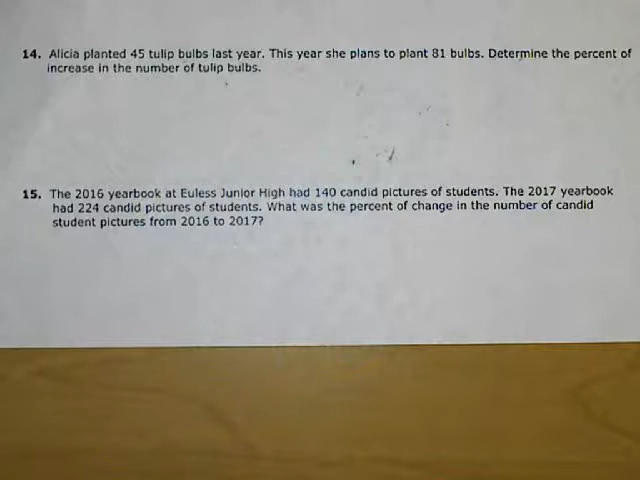 14. Alicia planted 45 tulip bulbs last year. This year she plans to plant 81 bulbs. Determine the percent of
increase in the number of tulip bulbs.
15. The 2016 yearbook at Euless Junior High had 140 candid pictures of students. The 2017 yearbook
had 224 candid pictures of students. What was the percent of change in the number of candid
student pictures from 2016 to 2017?